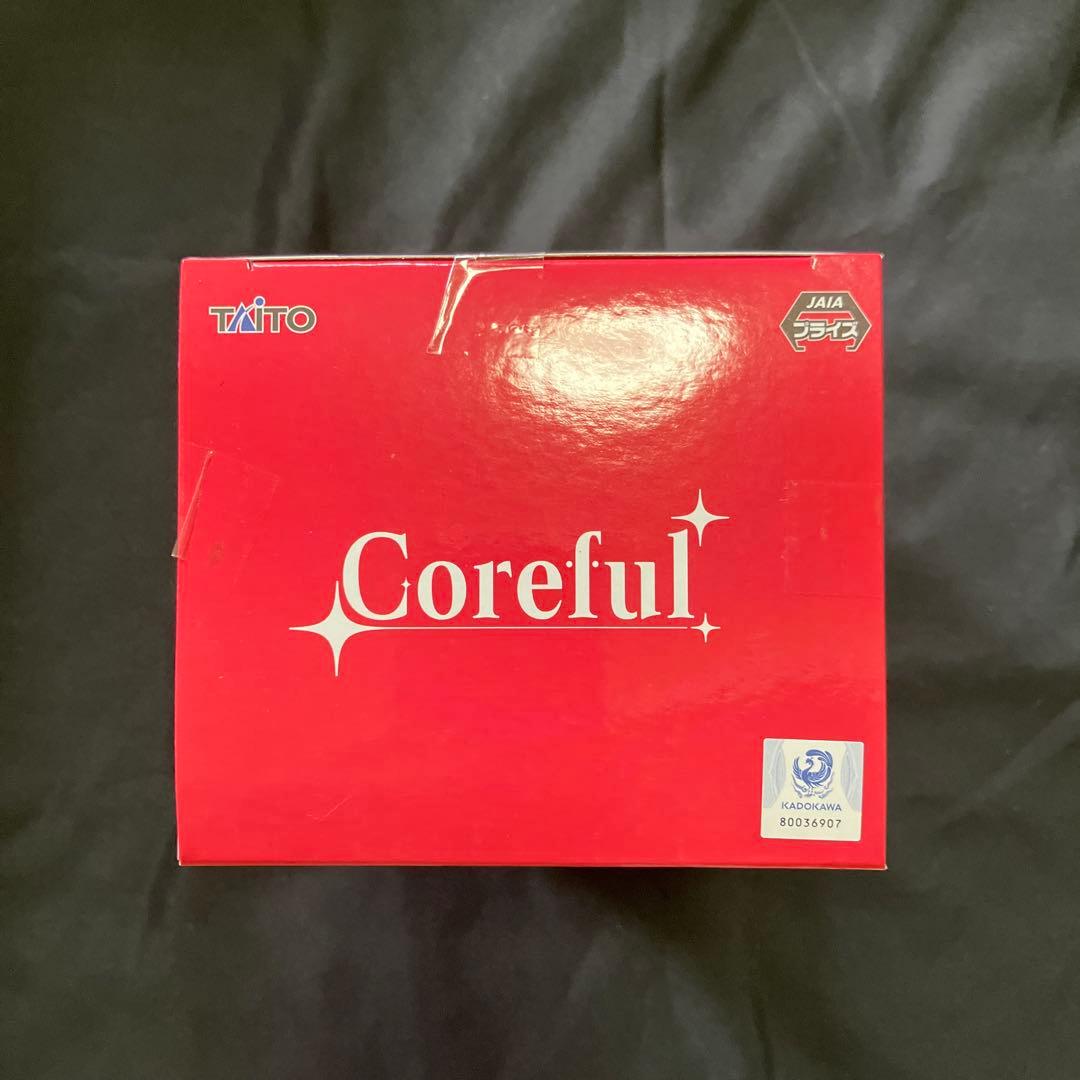 TAITO
JAIA
プライズ
Coreful
KADOKAWA
80036907